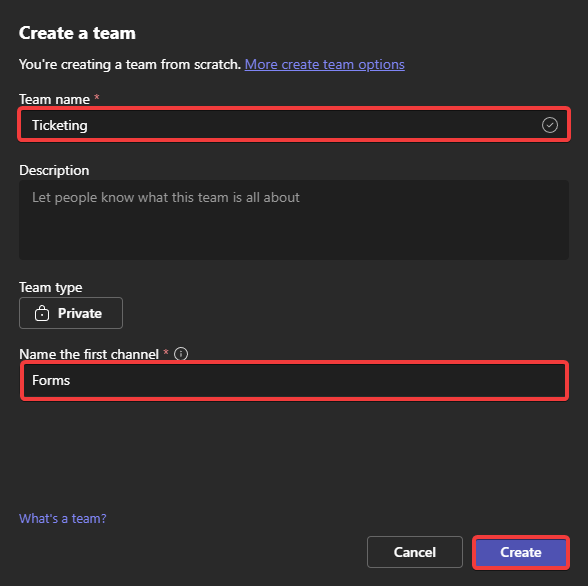 Create a team
You're creating a team from scratch. More create team options
Team name *
Ticketing
Description
Let people know what this team is all about
Team type
Private
Name the first channel *
Forms
What's a team?
Cancel
Create